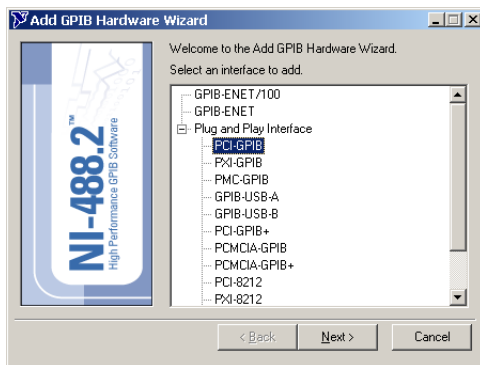 Add GPIB Hardware Wizard
Welcome to the Add GPIB Hardware Wizard.
Select an interface to add.
GPIB-ENET/100
GPIB-ENET
Plug and Play Interface
PCI-GPIB
PXI-GPIB
PMC-GPIB
GPIB-USB-A
GPIB-USB-B
PCI-GPIB+
PCMCIA-GPIB
PCMCIA-GPIB+
PCI-8212
PXI-8212
NI-488.2™
High Performance GPIB Software
< Back
Next >
Cancel